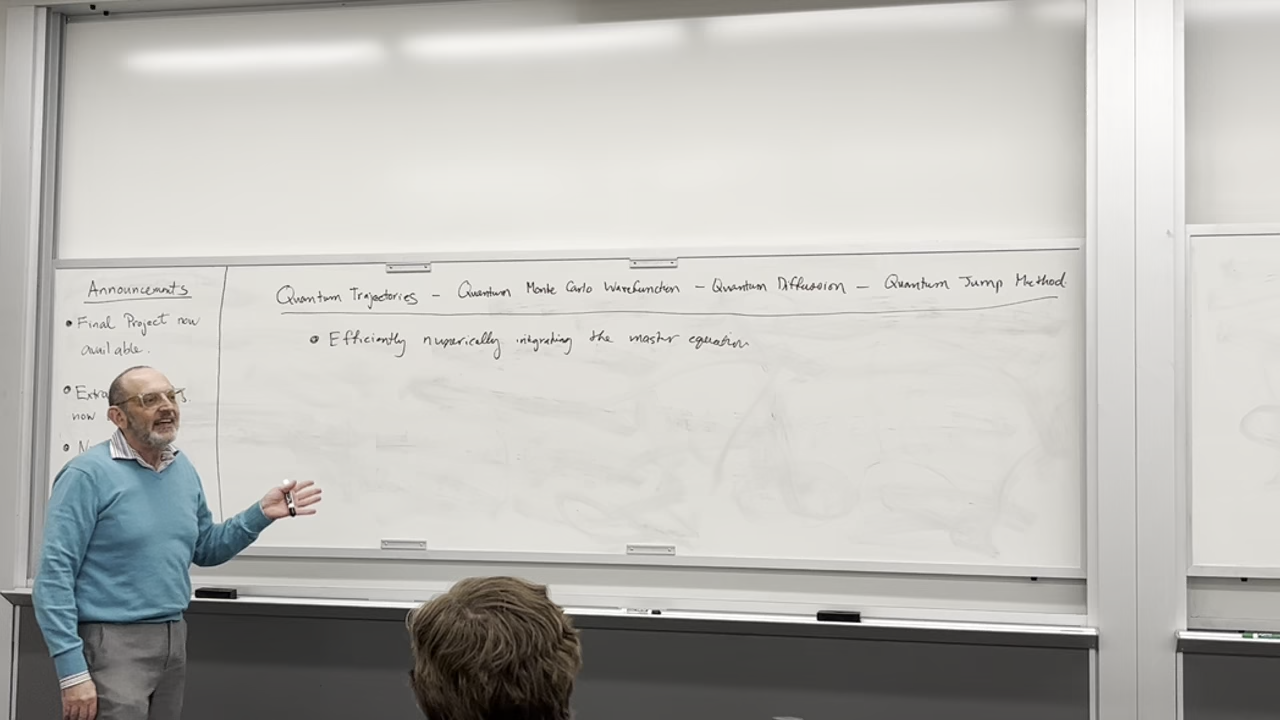 Announcements
• Final Project now
available.
• Extra
now
Quantum Trajectories – Quantum Monte Carlo Wavefunction – Quantum Diffusion – Quantum Jump Method.
• Efficiently numerically integrating the master equation